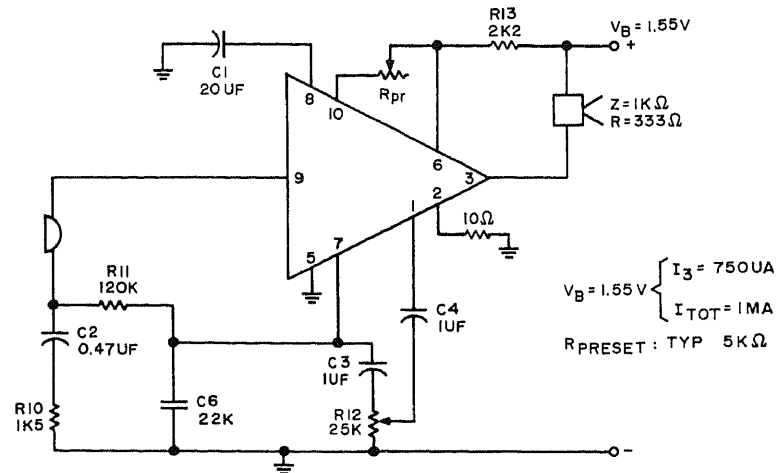 R13
2K2
VB = 1.55V
+
C1
20UF
Rpr
8
10
6
Z = 1KΩ
R = 333Ω
9
3
2
1
10Ω
7
5
R11
120K
C4
1UF
VB = 1.55V { I3 = 750UA
ITOT = 1MA
RPRESET : TYP 5KΩ
C2
0.47UF
C3
1UF
R10
1K5
C6
22K
R12
25K
-